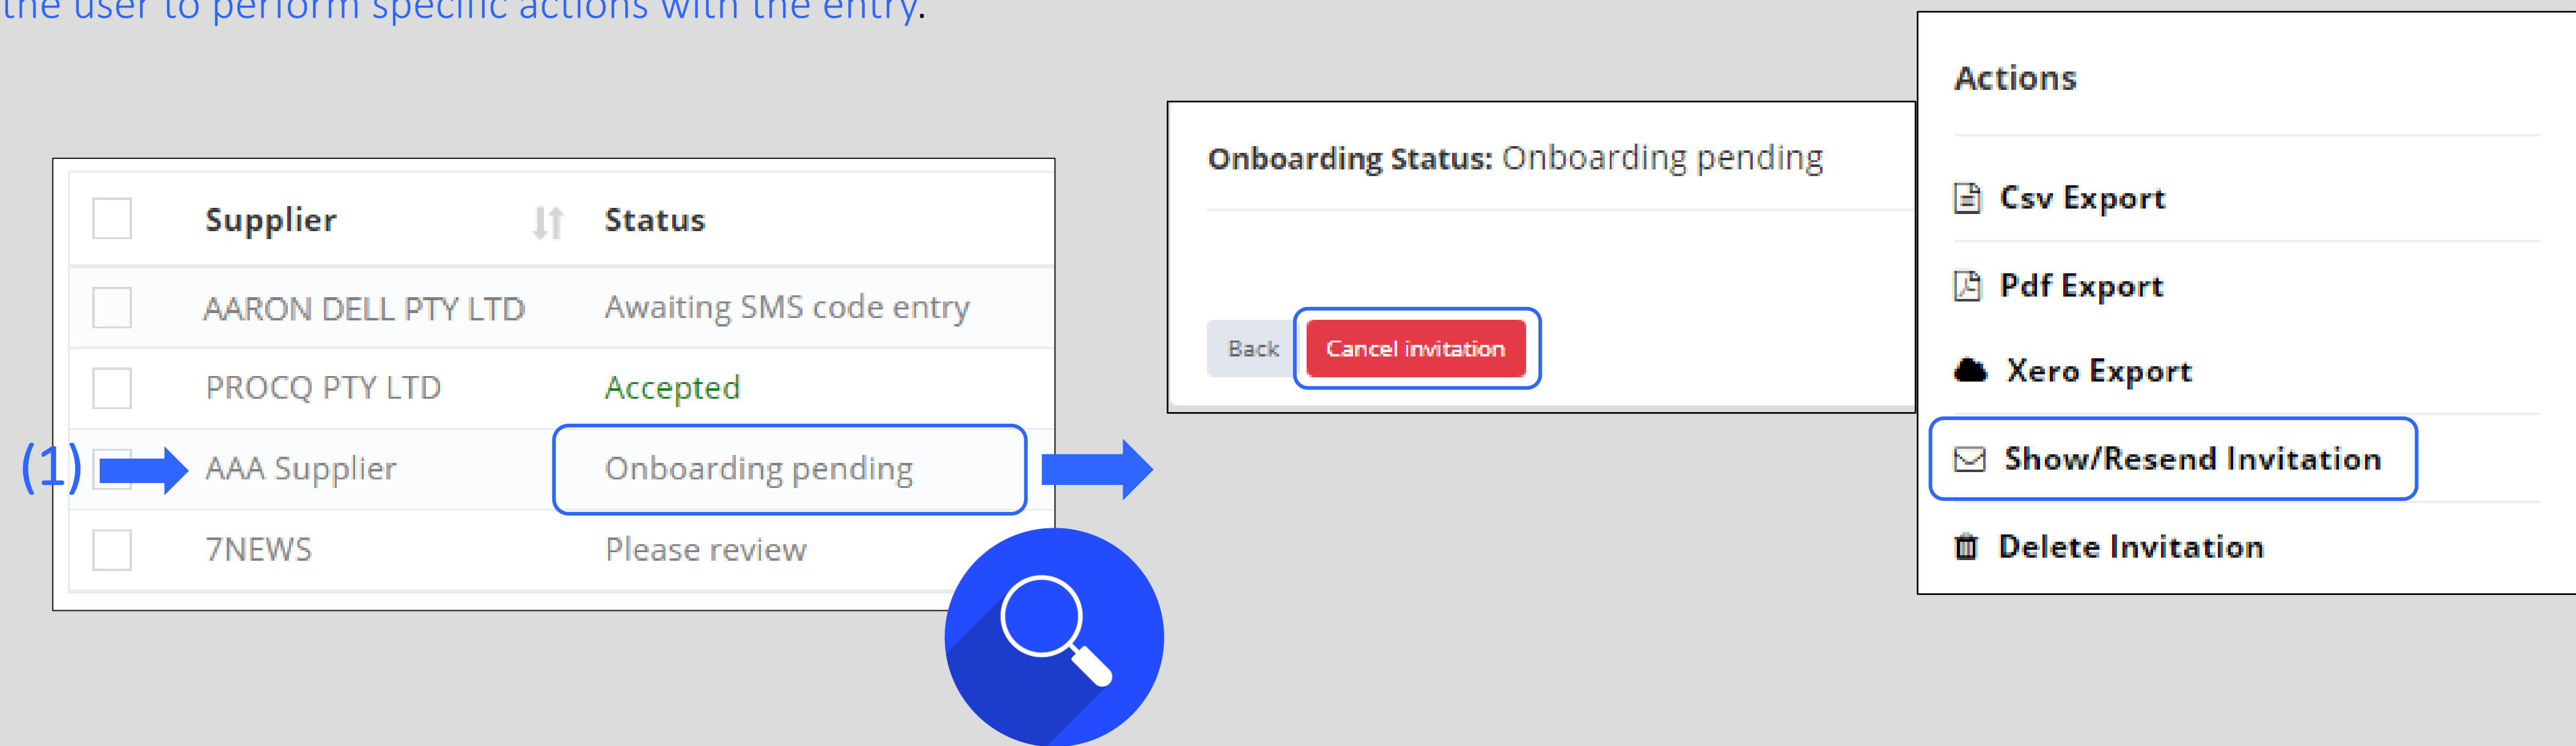 the user to perform specific actions with the entry.
Supplier Status
AARON DELL PTY LTD Awaiting SMS code entry
PROCQ PTY LTD Accepted
(1) AAA Supplier Onboarding pending
7NEWS Please review
Onboarding Status: Onboarding pending
Back Cancel invitation
Actions
Csv Export
Pdf Export
Xero Export
Show/Resend Invitation
Delete Invitation